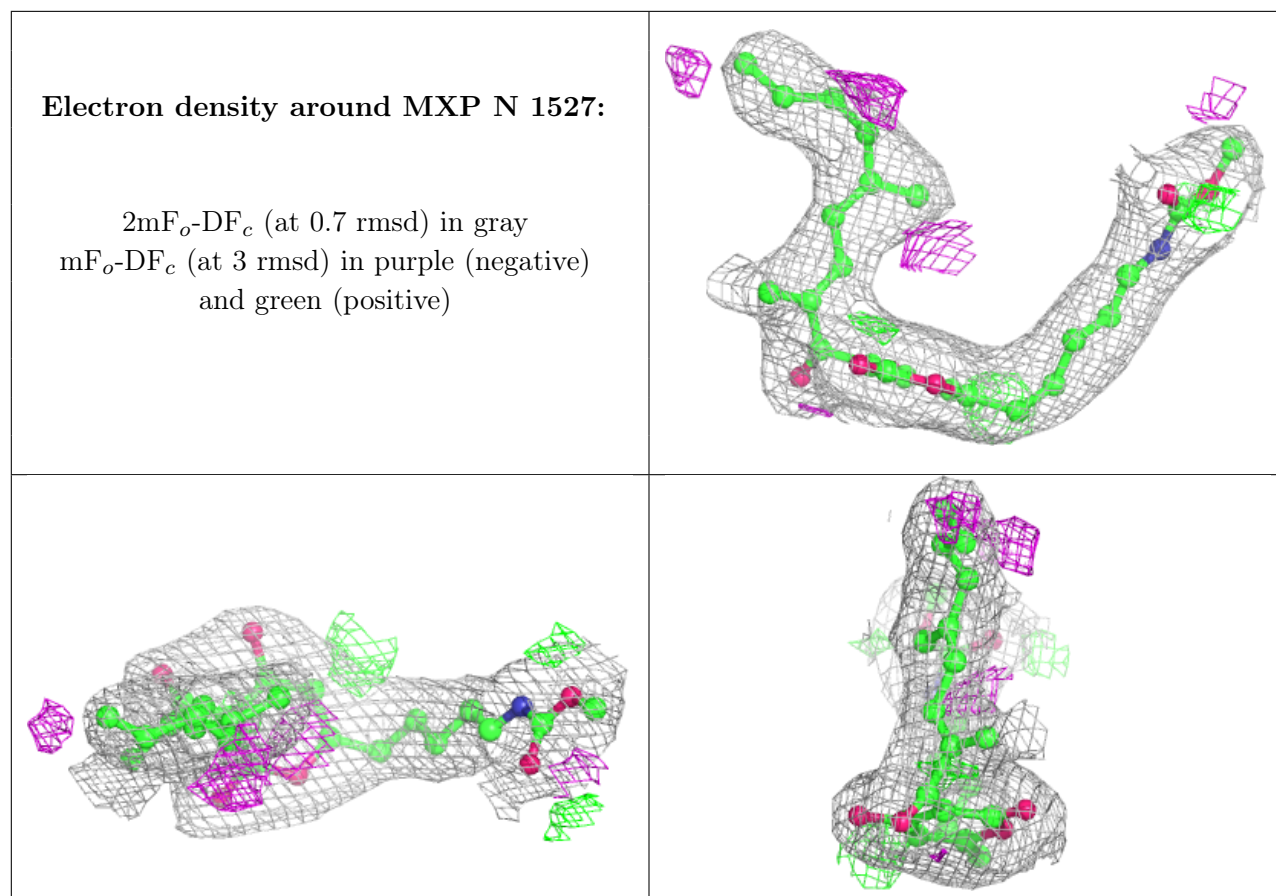 Electron density around MXP N 1527:
2mFo-DFc (at 0.7 rmsd) in gray
mFo-DFc (at 3 rmsd) in purple (negative)
and green (positive)